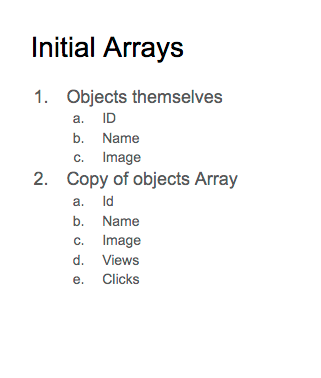 Initial Arrays
1. Objects themselves
a. ID
b. Name
c. Image
2. Copy of objects Array
a. Id
b. Name
c. Image
d. Views
e. Clicks